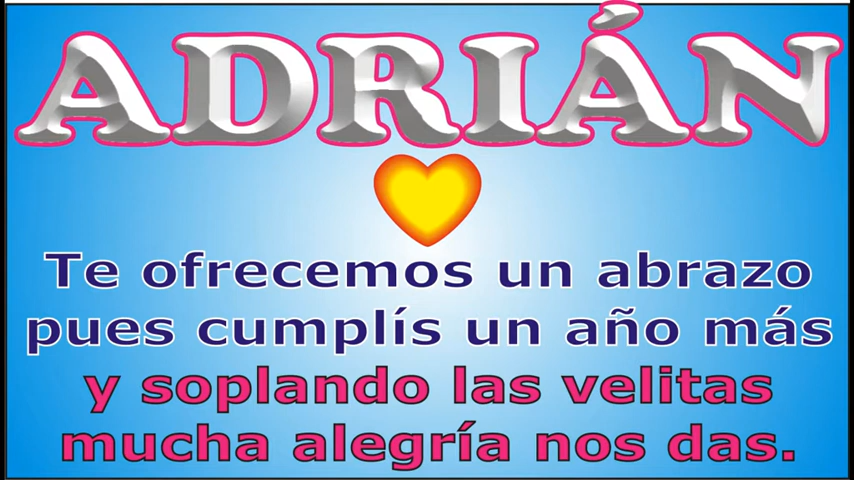 ADRIÁN
Te ofrecemos un abrazo
pues cumplís un año más
y soplando las velitas
mucha alegría nos das.